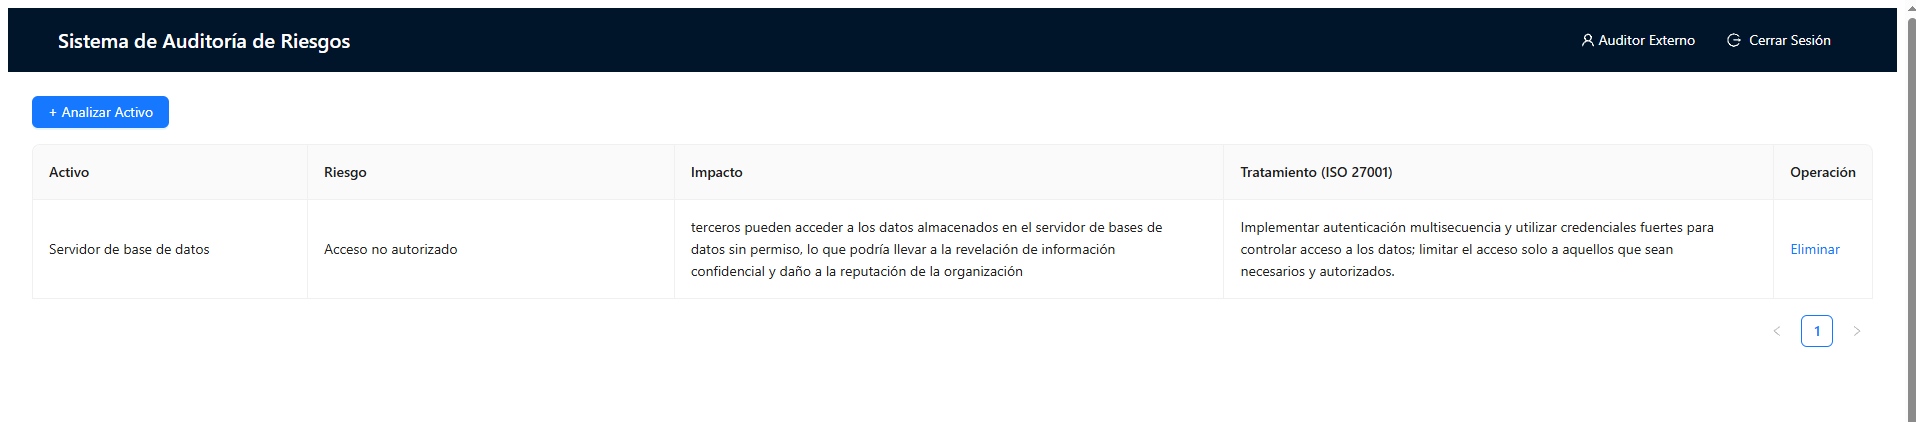 Sistema de Auditoría de Riesgos
Auditor Externo
Cerrar Sesión
+ Analizar Activo
Activo
Riesgo
Impacto
Tratamiento (ISO 27001)
Operación
Servidor de base de datos
Acceso no autorizado
terceros pueden acceder a los datos almacenados en el servidor de bases de
datos sin permiso, lo que podría llevar a la revelación de información
confidencial y daño a la reputación de la organización
Implementar autenticación multisecuencia y utilizar credenciales fuertes para
controlar acceso a los datos; limitar el acceso solo a aquellos que sean
necesarios y autorizados.
Eliminar
1